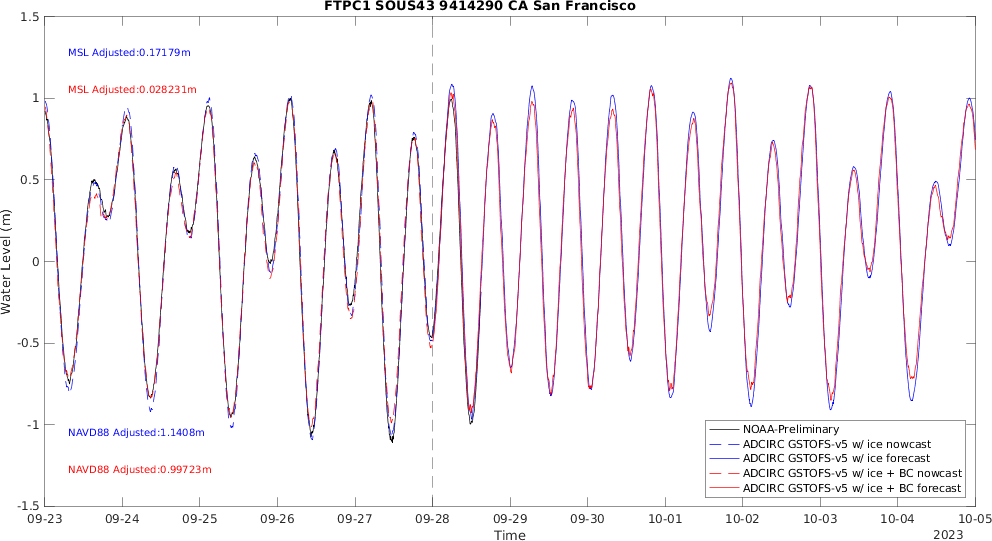 FTPC1 SOUS43 9414290 CA San Francisco
1.5
1
0.5
0
-0.5
-1
-1.5
Water Level (m)
MSL Adjusted:0.17179m
MSL Adjusted:0.028231m
NAVD88 Adjusted:1.1408m
NAVD88 Adjusted:0.99723m
NOAA-Preliminary
ADCIRC GSTOFS-v5 w/ ice nowcast
ADCIRC GSTOFS-v5 w/ ice forecast
ADCIRC GSTOFS-v5 w/ ice + BC nowcast
ADCIRC GSTOFS-v5 w/ ice + BC forecast
09-23 09-24 09-25 09-26 09-27 09-28 09-29 09-30 10-01 10-02 10-03 10-04 10-05
Time
2023